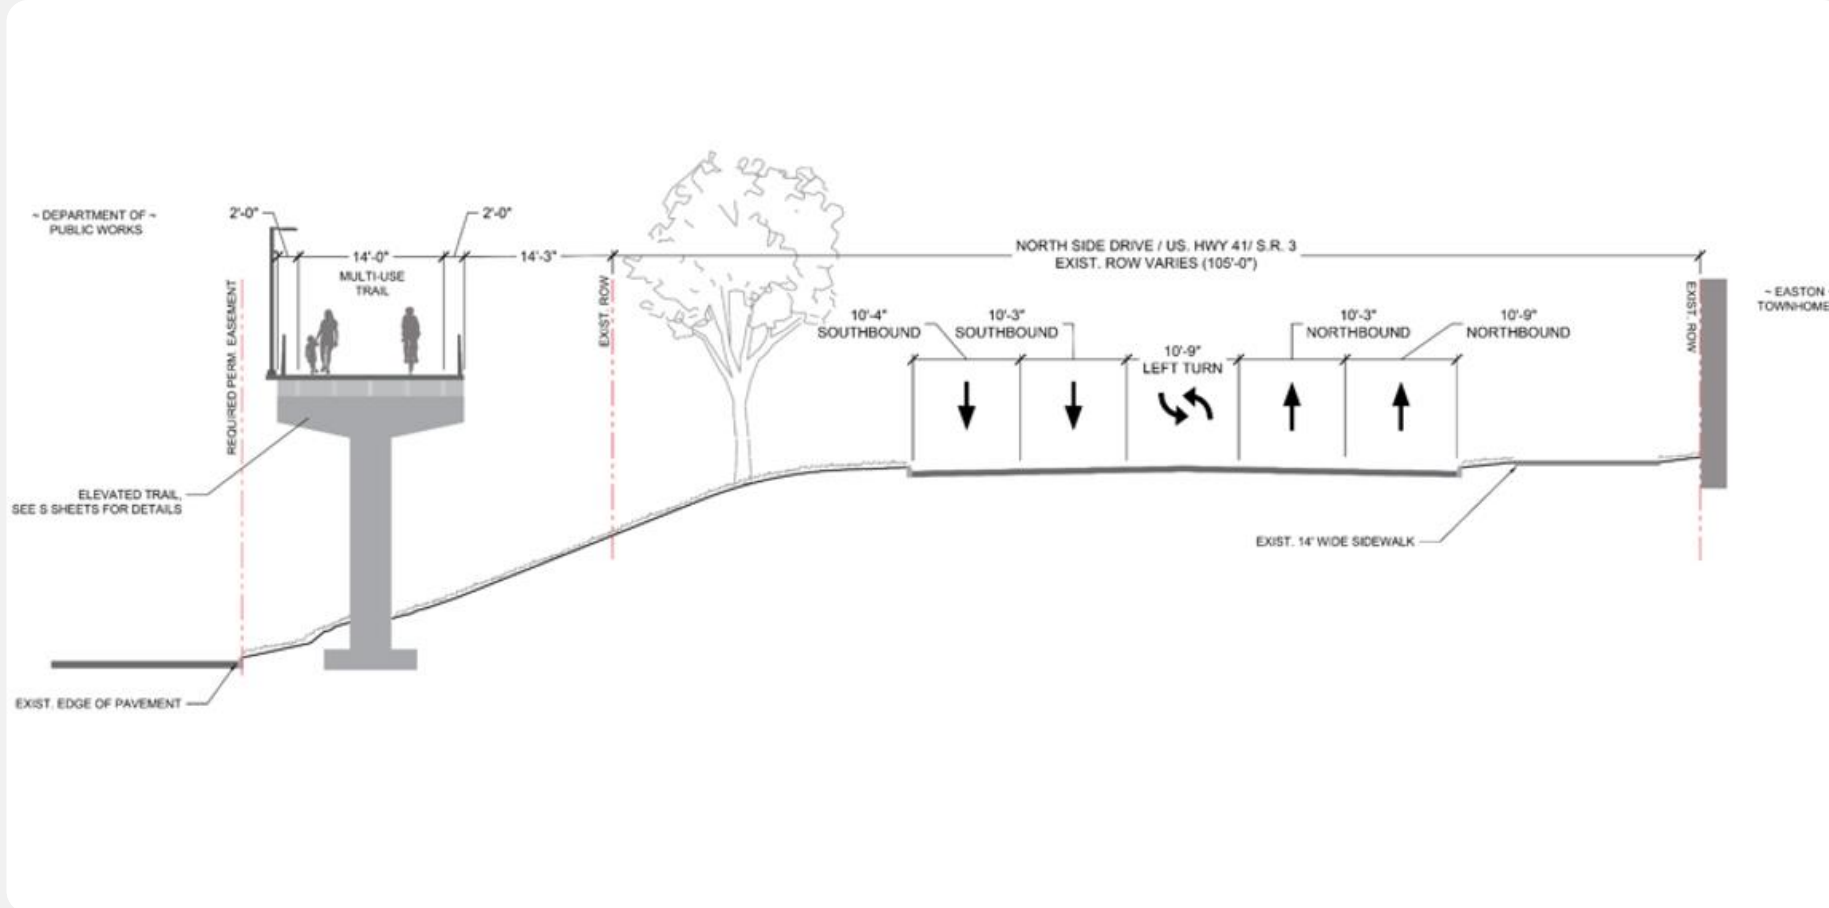 ~ DEPARTMENT OF ~
PUBLIC WORKS
2'-0"
2'-0"
14'-0"
MULTI-USE
TRAIL
14'-3"
NORTH SIDE DRIVE / US. HWY 41/ S.R. 3
EXIST. ROW VARIES (105'-0")
REQUIRED PERM. EASEMENT
EXIST. ROW
EXIST. ROW
~ EASTON
TOWNHOME
10'-4"
SOUTHBOUND
10'-3"
SOUTHBOUND
10'-9"
LEFT TURN
10'-3"
NORTHBOUND
10'-9"
NORTHBOUND
ELEVATED TRAIL,
SEE S SHEETS FOR DETAILS
EXIST. 14' WIDE SIDEWALK
EXIST. EDGE OF PAVEMENT